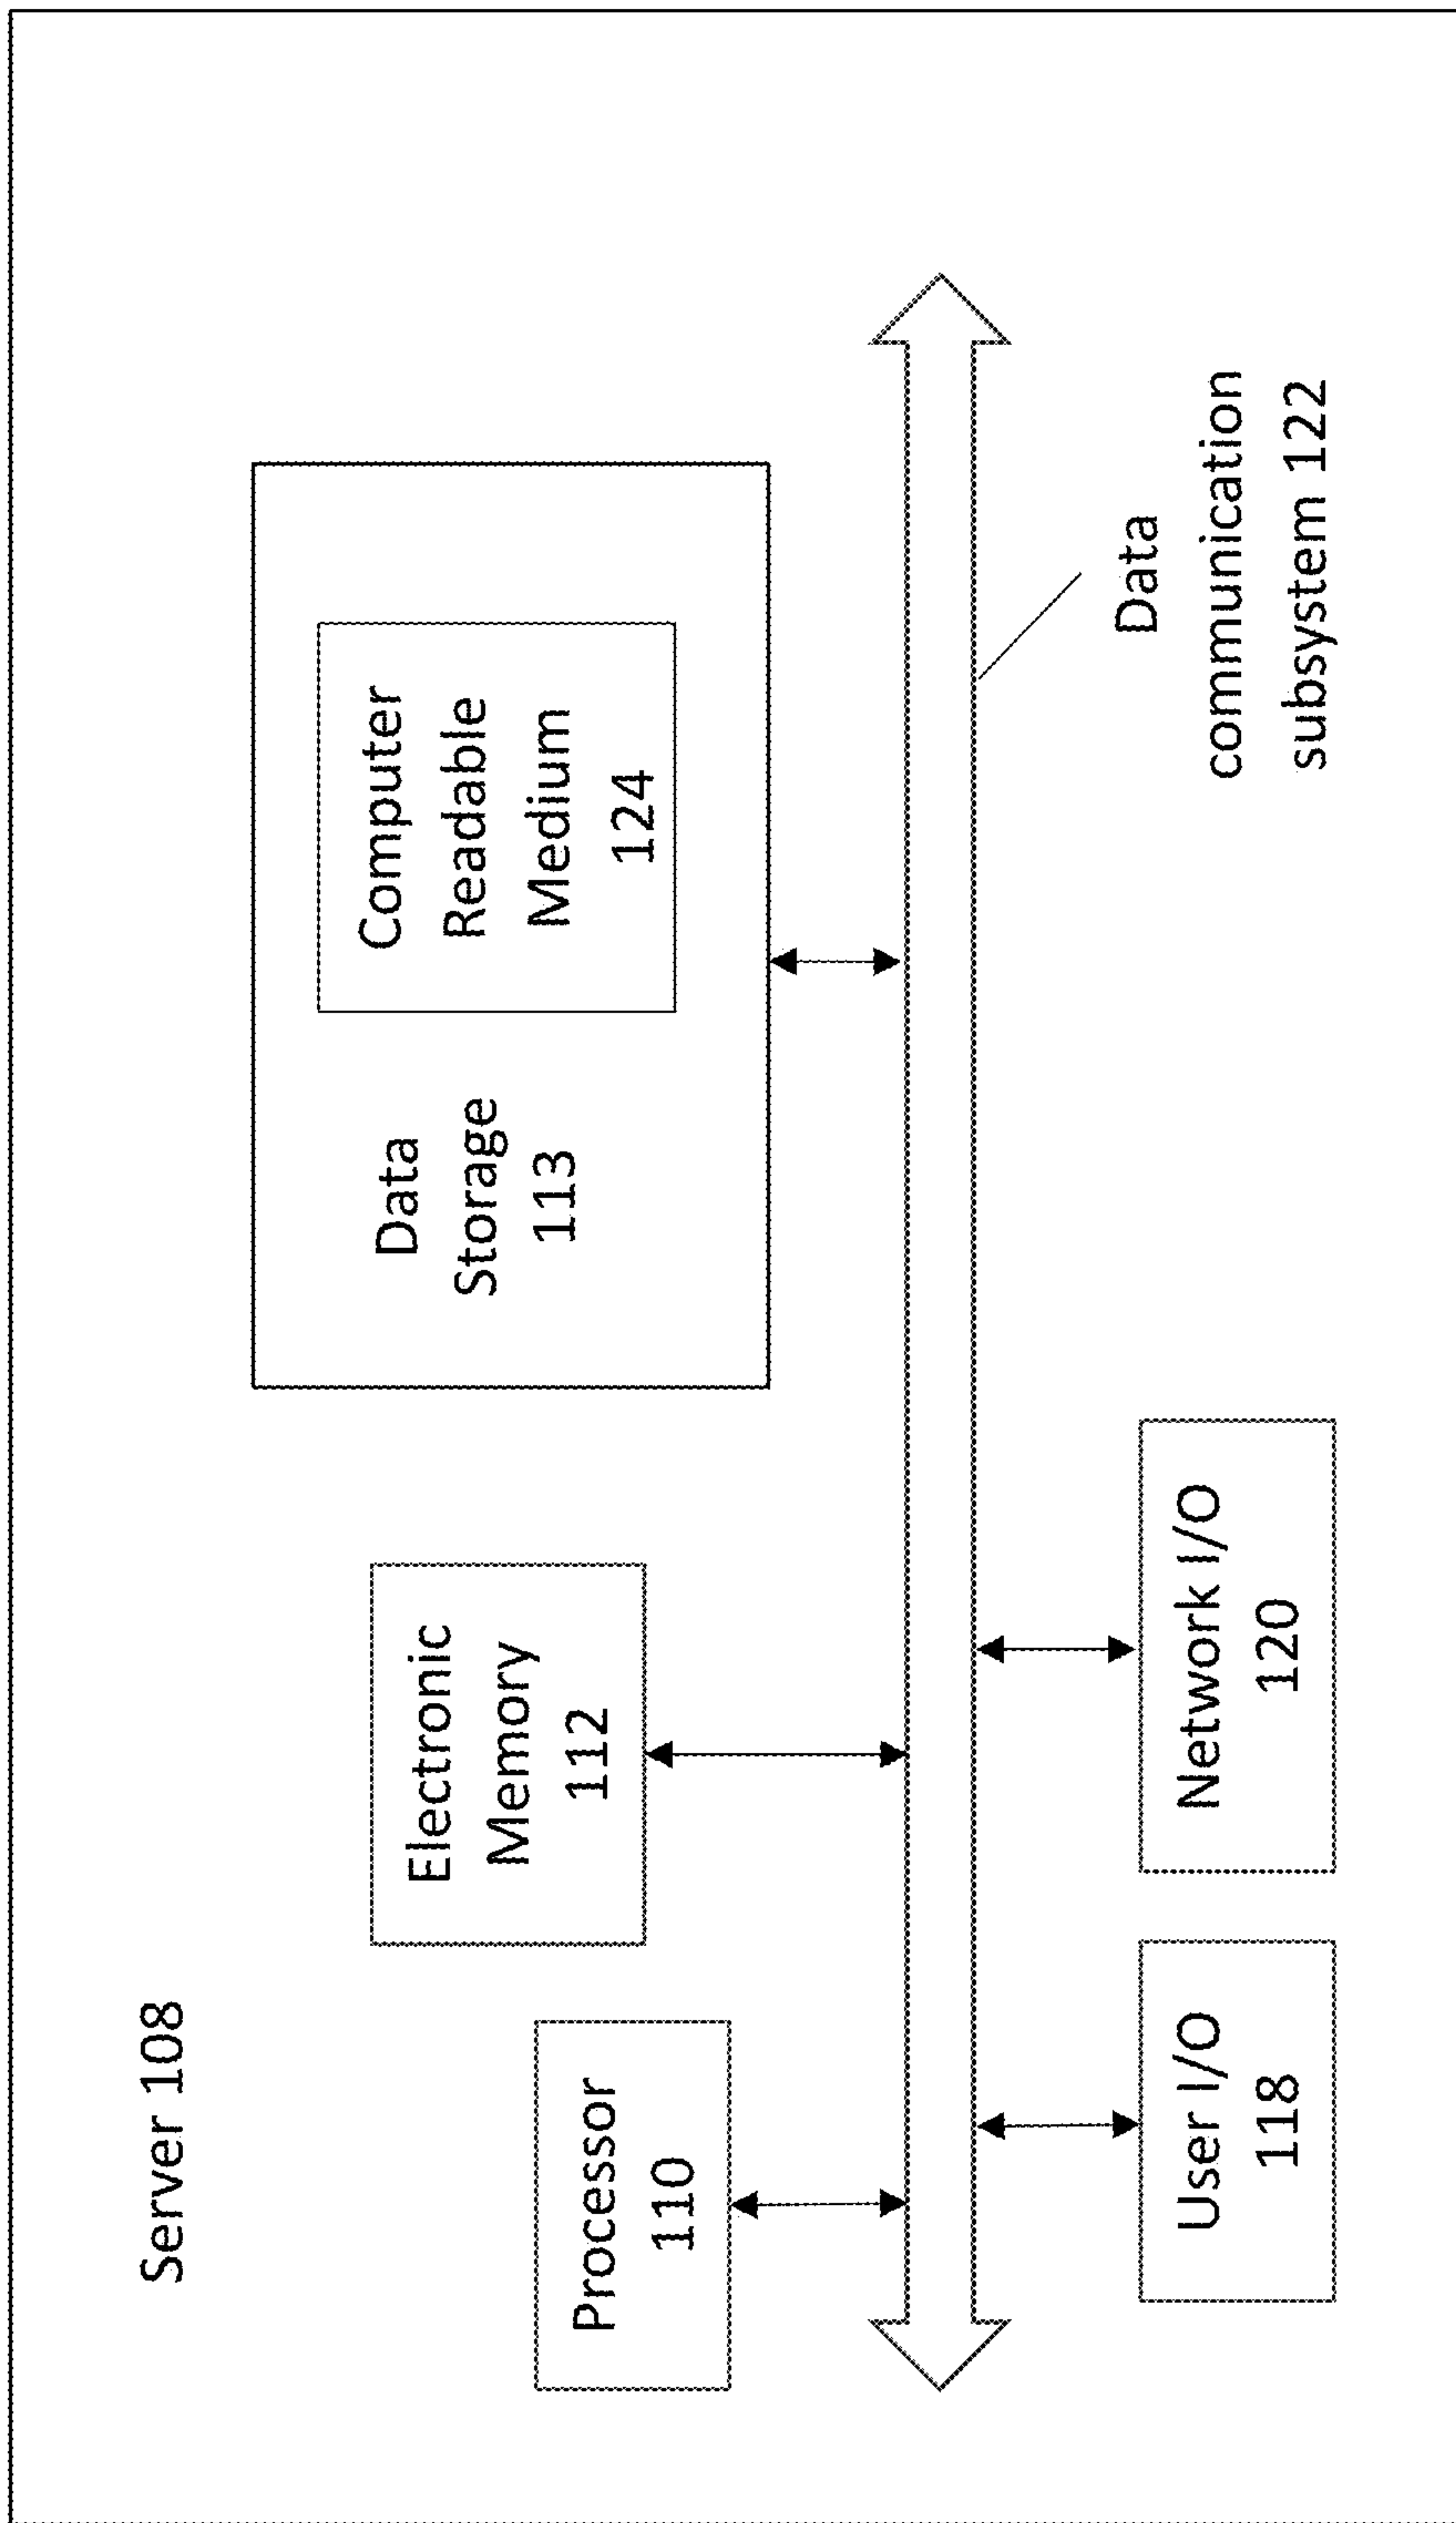 Server 108
Processor
110
Electronic
Memory
112
Data
Storage
113
Computer
Readable
Medium
124
User I/O
118
Network I/O
120
Data
communication
subsystem 122